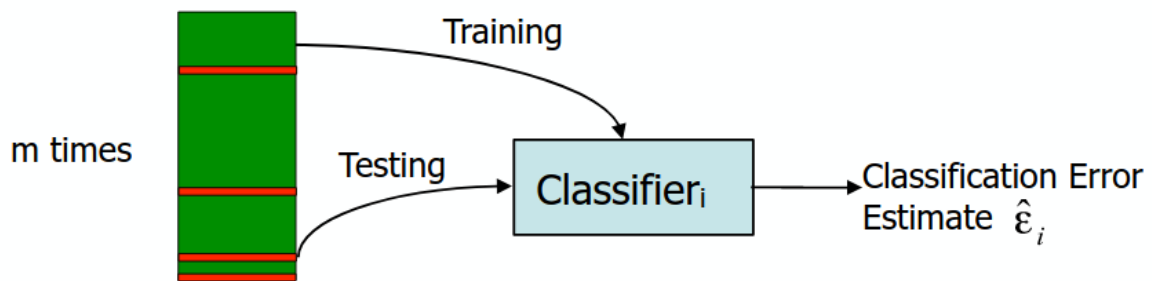 Training
m times
Testing
Classifierᵢ
Classification Error
Estimate ε̂ᵢ